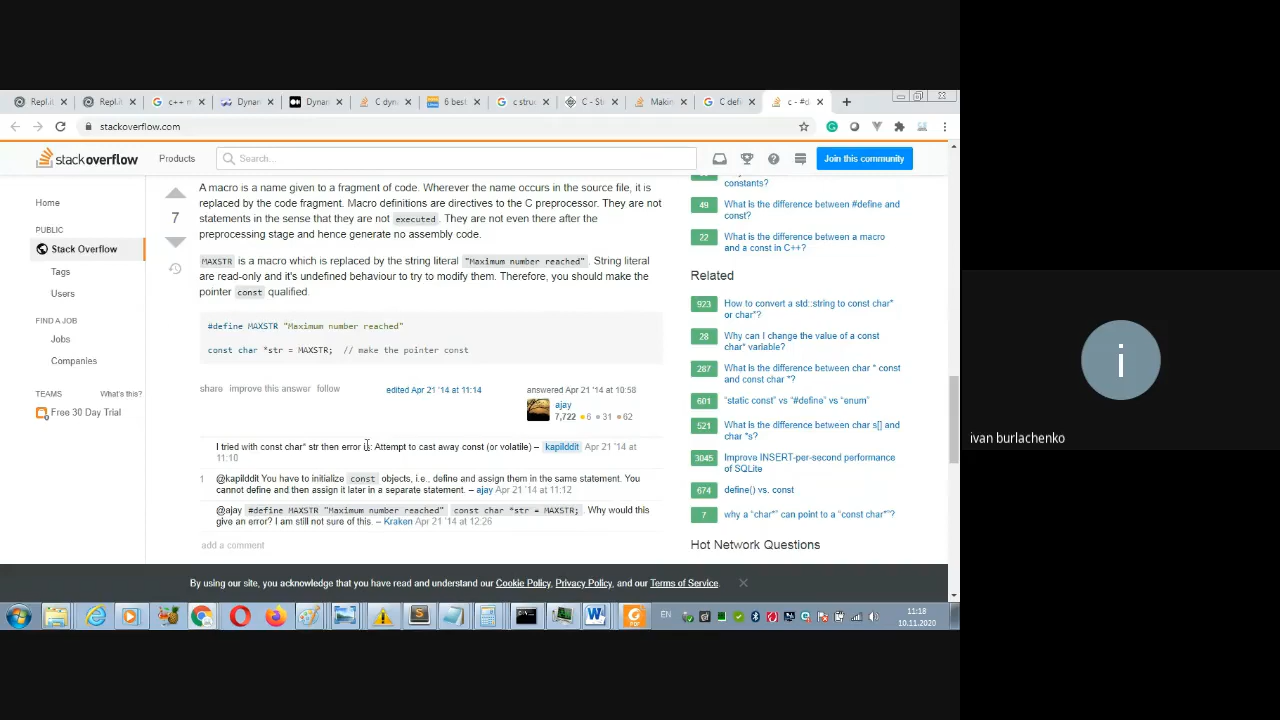 Repl.it
Repl.it
c++ m
Dynan
Dynan
C dyn
6 best
c struc
C - St
Makin
C defi
c - #d
stackoverflow.com
stackoverflow
Products
Search...
Join this community
Home
PUBLIC
Stack Overflow
Tags
Users
FIND A JOB
Jobs
Companies
TEAMS
What's this?
Free 30 Day Trial
A macro is a name given to a fragment of code. Wherever the name occurs in the source file, it is
replaced by the code fragment. Macro definitions are directives to the C preprocessor. They are not
7
statements in the sense that they are not executed. They are not even there after the
preprocessing stage and hence generate no assembly code.
MAXSTR is a macro which is replaced by the string literal "Maximum number reached". String literal
are read-only and it's undefined behaviour to try to modify them. Therefore, you should make the
pointer const qualified.
#define MAXSTR "Maximum number reached"
const char *str = MAXSTR; // make the pointer const
share improve this answer follow
edited Apr 21 '14 at 11:14
answered Apr 21 '14 at 10:58
ajay
7,722 6 31 62
I tried with const char* str then error is: Attempt to cast away const (or volatile) – kapilddit Apr 21 '14 at
11:10
1
@kapilddit You have to initialize const objects, i.e., define and assign them in the same statement. You
cannot define and then assign it later in a separate statement. – ajay Apr 21 '14 at 11:12
@ajay #define MAXSTR "Maximum number reached" const char *str = MAXSTR; Why would this
give an error? I am still not sure of this. – Kraken Apr 21 '14 at 12:26
add a comment
constants?
49
What is the difference between #define and
const?
22
What is the difference between a macro
and a const in C++?
Related
923
How to convert a std::string to const char*
or char*?
28
Why can I change the value of a const
char* variable?
287
What is the difference between char * const
and const char *?
601
"static const" vs "#define" vs "enum"
521
What is the difference between char s[] and
char *s?
3045
Improve INSERT-per-second performance
of SQLite
674
define() vs. const
7
why a "char*" can point to a "const char*"?
Hot Network Questions
By using our site, you acknowledge that you have read and understand our Cookie Policy, Privacy Policy, and our Terms of Service.
EN
11:18
10.11.2020
i
ivan burlachenko